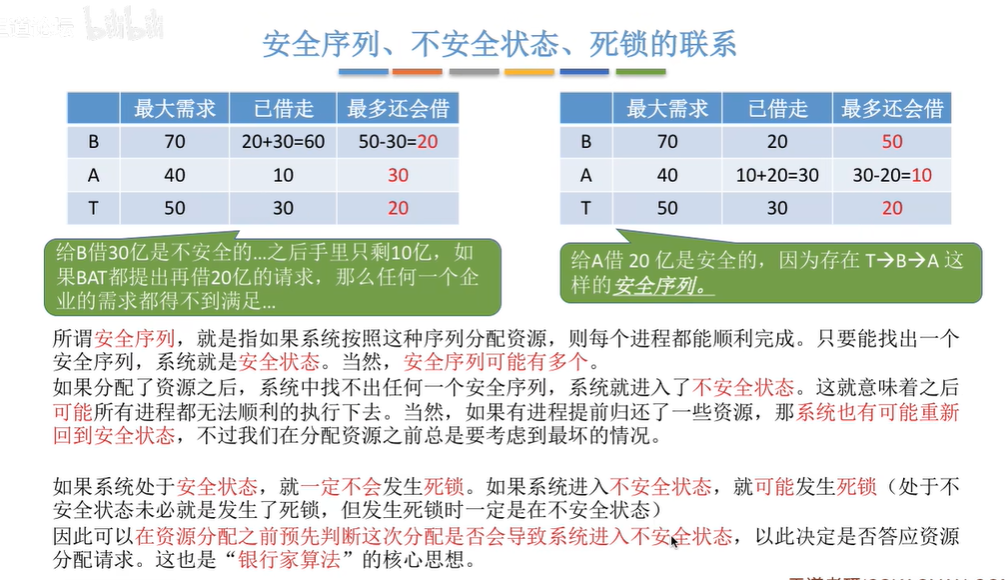 安全序列、不安全状态、死锁的联系
最大需求 已借走 最多还会借
B 70 20+30=60 50-30=20
A 40 10 30
T 50 30 20
给B借30亿是不安全的...之后手里只剩10亿，如
果BAT都提出再借20亿的请求，那么任何一个企
业的需求都得不到满足...
最大需求 已借走 最多还会借
B 70 20 50
A 40 10+20=30 30-20=10
T 50 30 20
给A借 20 亿是安全的，因为存在 T→B→A 这
样的安全序列。
所谓安全序列，就是指如果系统按照这种序列分配资源，则每个进程都能顺利完成。只要能找出一个
安全序列，系统就是安全状态。当然，安全序列可能有多个。
如果分配了资源之后，系统中找不出任何一个安全序列，系统就进入了不安全状态。这就意味着之后
可能所有进程都无法顺利的执行下去。当然，如果有进程提前归还了一些资源，那系统也有可能重新
回到安全状态，不过我们在分配资源之前总是要考虑到最坏的情况。
如果系统处于安全状态，就一定不会发生死锁。如果系统进入不安全状态，就可能发生死锁（处于不
安全状态未必就是发生了死锁，但发生死锁时一定是在不安全状态）
因此可以在资源分配之前预先判断这次分配是否会导致系统进入不安全状态，以此决定是否答应资源
分配请求。这也是“银行家算法”的核心思想。